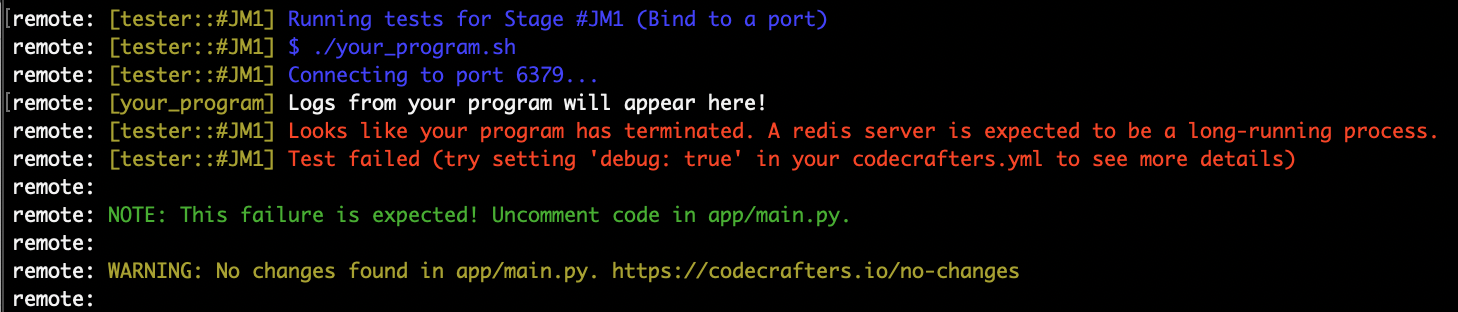 remote: [tester::#JM1] Running tests for Stage #JM1 (Bind to a port)
remote: [tester::#JM1] $ ./your_program.sh
remote: [tester::#JM1] Connecting to port 6379...
remote: [your_program] Logs from your program will appear here!
remote: [tester::#JM1] Looks like your program has terminated. A redis server is expected to be a long-running process.
remote: [tester::#JM1] Test failed (try setting 'debug: true' in your codecrafters.yml to see more details)
remote:
remote: NOTE: This failure is expected! Uncomment code in app/main.py.
remote:
remote: WARNING: No changes found in app/main.py. https://codecrafters.io/no-changes
remote: